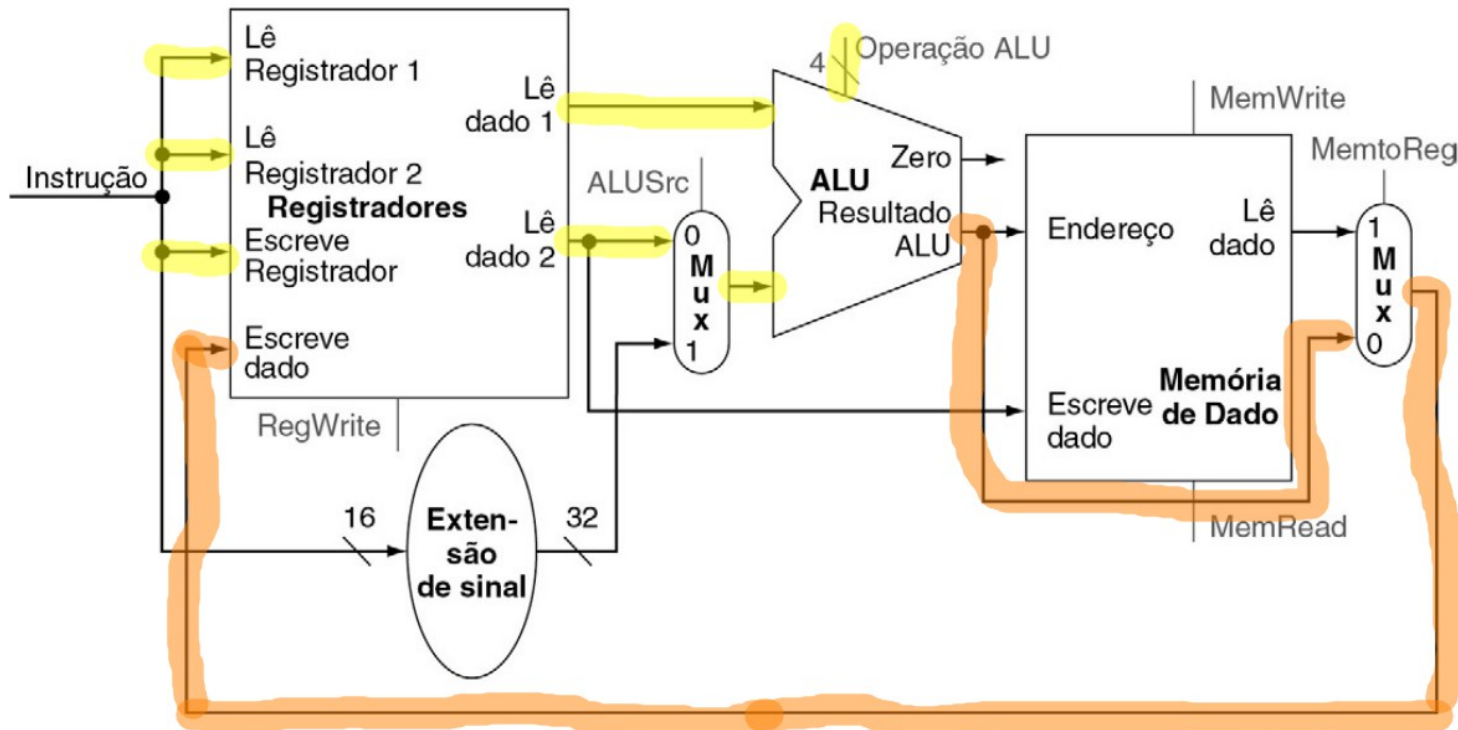 Instrução
Lê
Registrador 1
Lê
Registrador 2
Registradores
Escreve
Registrador
Escreve
dado
Lê
dado 1
Lê
dado 2
RegWrite
16
Exten-
são
de sinal
32
ALUSrc
0
M
u
x
1
4
Operação ALU
Zero
ALU
Resultado
ALU
MemWrite
Endereço
Lê
dado
Escreve
dado
Memória
de Dado
MemRead
MemtoReg
1
M
u
x
0